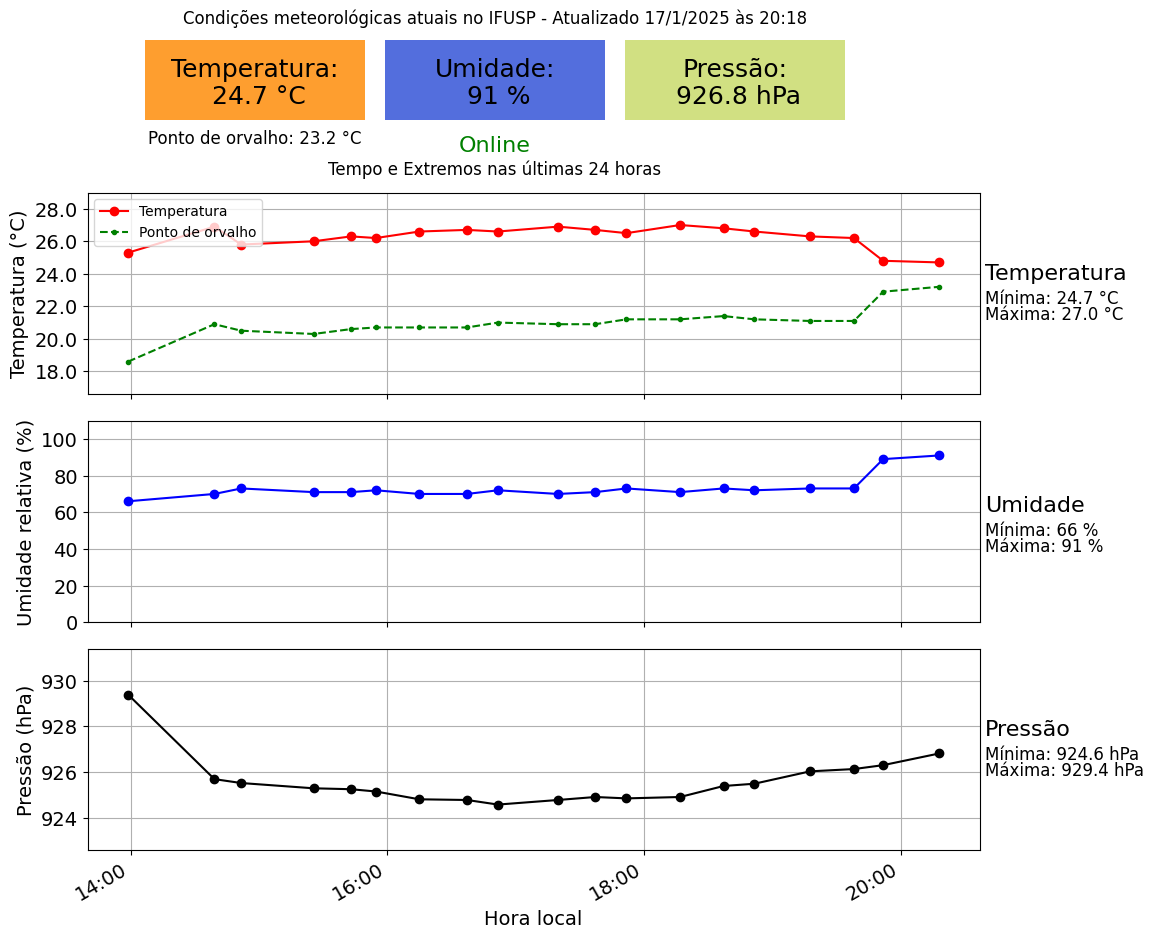 Condições meteorológicas atuais no IFUSP - Atualizado 17/1/2025 às 20:18
Temperatura:
24.7 °C
Umidade:
91 %
Pressão:
926.8 hPa
Ponto de orvalho: 23.2 °C
Online
Tempo e Extremos nas últimas 24 horas
Temperatura (°C)
28.0
26.0
24.0
22.0
20.0
18.0
Temperatura
Ponto de orvalho
Temperatura
Mínima: 24.7 °C
Máxima: 27.0 °C
Umidade relativa (%)
100
80
60
40
20
0
Umidade
Mínima: 66 %
Máxima: 91 %
Pressão (hPa)
930
928
926
924
Pressão
Mínima: 924.6 hPa
Máxima: 929.4 hPa
14:00
16:00
18:00
20:00
Hora local